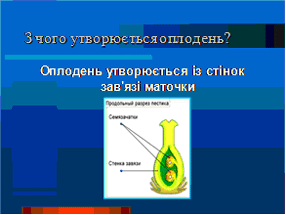 З чого утворюється оплодень?
Оплодень утворюється із стінок
зав'язі маточки
Продольный разрез пестика
Семязачатки
Стенка завязи